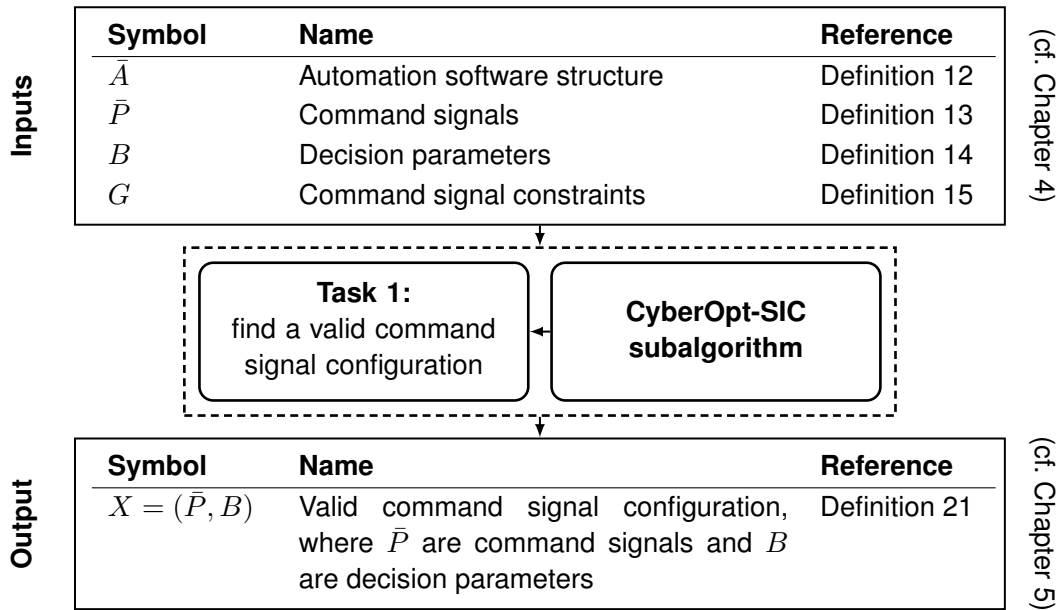 Inputs
Symbol Name Reference
Ā Automation software structure Definition 12
P̄ Command signals Definition 13
B Decision parameters Definition 14
G Command signal constraints Definition 15
(cf. Chapter 4)
Task 1:
find a valid command
signal configuration
CyberOpt-SIC
subalgorithm
Output
Symbol Name Reference
X = (P̄, B) Valid command signal configuration, Definition 21
where P̄ are command signals and B
are decision parameters
(cf. Chapter 5)